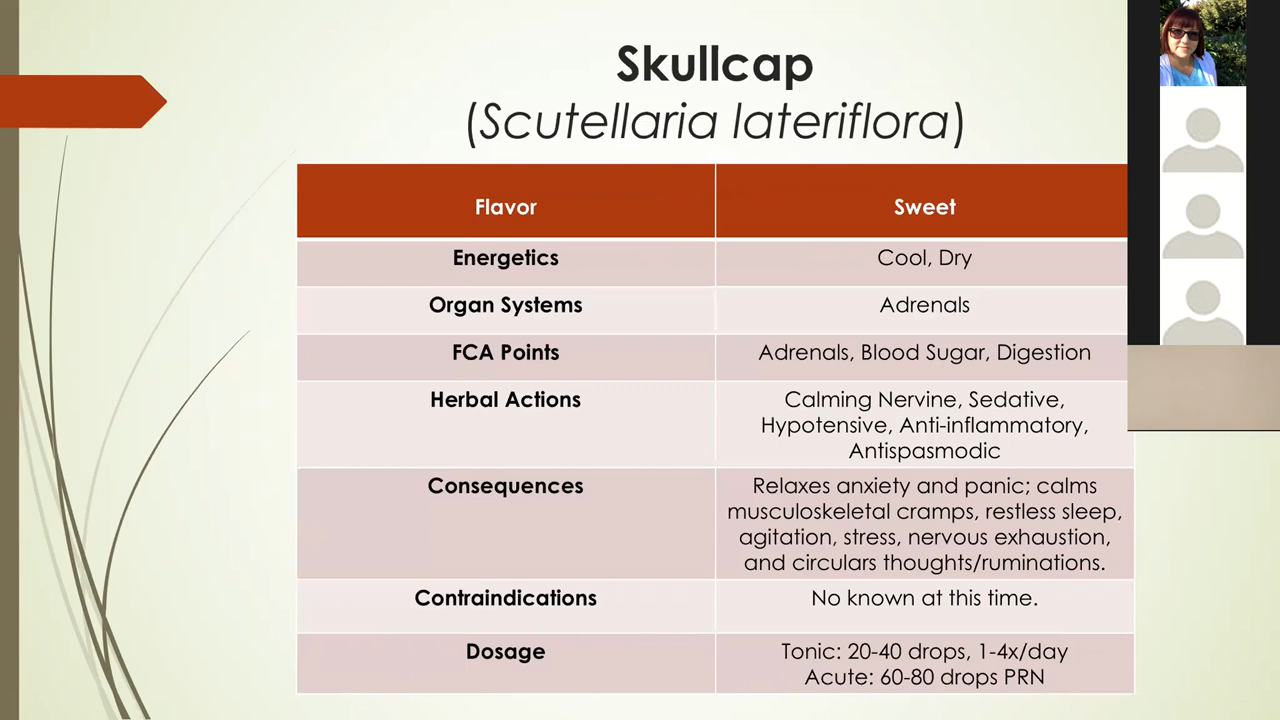 Skullcap
(Scutellaria lateriflora)
Flavor Sweet
Energetics Cool, Dry
Organ Systems Adrenals
FCA Points Adrenals, Blood Sugar, Digestion
Herbal Actions Calming Nervine, Sedative,
Hypotensive, Anti-inflammatory,
Antispasmodic
Consequences Relaxes anxiety and panic; calms
musculoskeletal cramps, restless sleep,
agitation, stress, nervous exhaustion,
and circulars thoughts/ruminations.
Contraindications No known at this time.
Dosage Tonic: 20-40 drops, 1-4x/day
Acute: 60-80 drops PRN